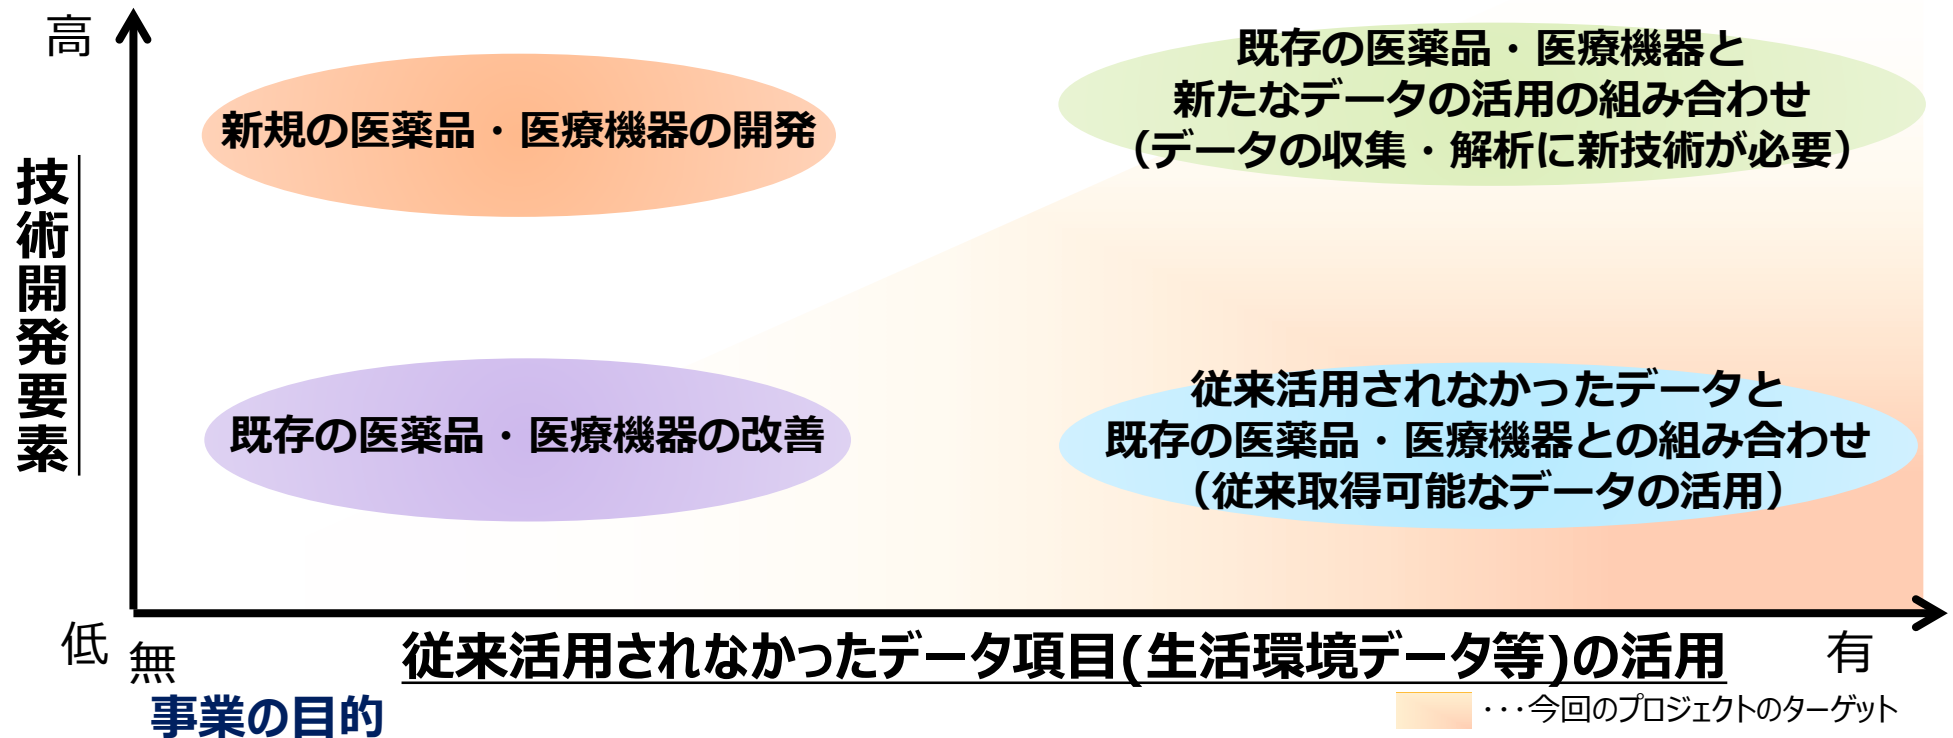 高
新規の医薬品・医療機器の開発
既存の医薬品・医療機器と
新たなデータの活用の組み合わせ
（データの収集・解析に新技術が必要）
技術開発要素
既存の医薬品・医療機器の改善
従来活用されなかったデータと
既存の医薬品・医療機器との組み合わせ
（従来取得可能なデータの活用）
低
無
従来活用されなかったデータ項目(生活環境データ等)の活用
有
事業の目的
・・・今回のプロジェクトのターゲット